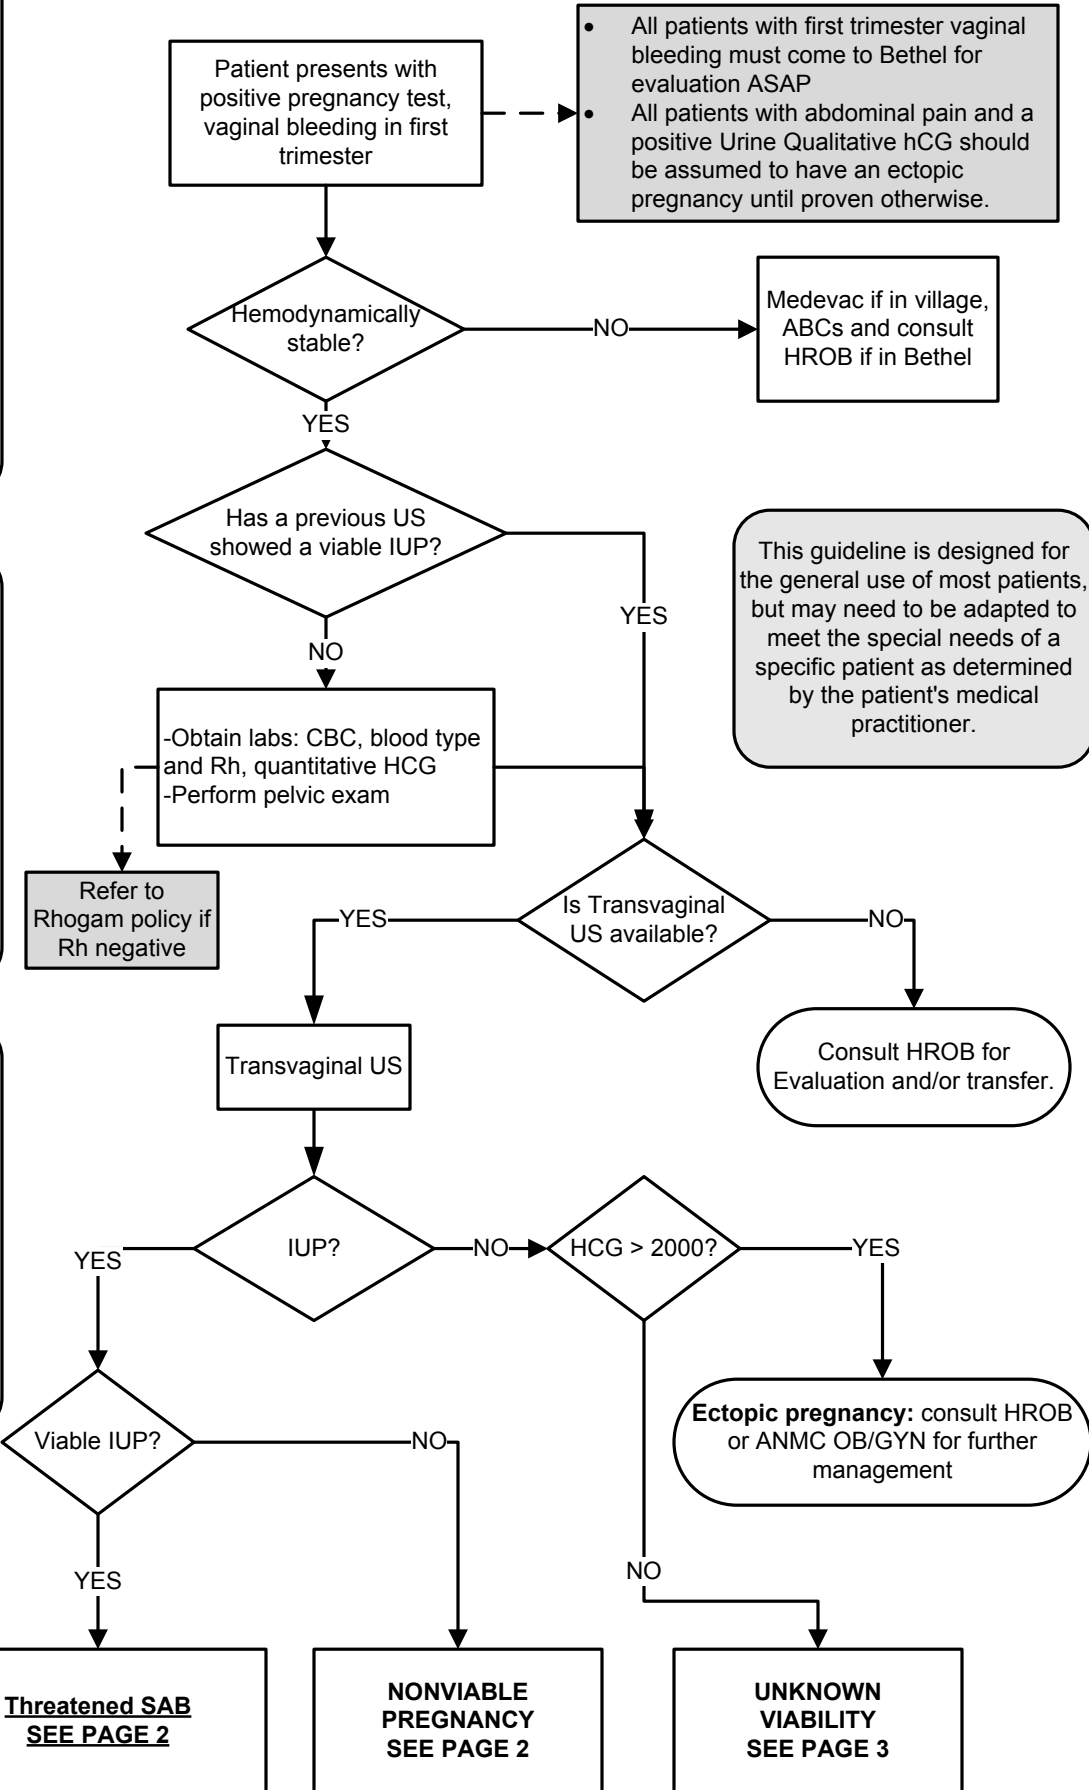 Patient presents with
positive pregnancy test,
vaginal bleeding in first
trimester
• All patients with first trimester vaginal
bleeding must come to Bethel for
evaluation ASAP
• All patients with abdominal pain and a
positive Urine Qualitative hCG should
be assumed to have an ectopic
pregnancy until proven otherwise.
Hemodynamically
stable?
NO
Medevac if in village,
ABCs and consult
HROB if in Bethel
YES
Has a previous US
showed a viable IUP?
YES
NO
This guideline is designed for
the general use of most patients,
but may need to be adapted to
meet the special needs of a
specific patient as determined
by the patient's medical
practitioner.
-Obtain labs: CBC, blood type
and Rh, quantitative HCG
-Perform pelvic exam
Refer to
Rhogam policy if
Rh negative
Is Transvaginal
US available?
YES
NO
Transvaginal US
Consult HROB for
Evaluation and/or transfer.
IUP?
YES
NO
HCG > 2000?
YES
Ectopic pregnancy: consult HROB
or ANMC OB/GYN for further
management
Viable IUP?
NO
YES
NO
Threatened SAB
SEE PAGE 2
NONVIABLE
PREGNANCY
SEE PAGE 2
UNKNOWN
VIABILITY
SEE PAGE 3